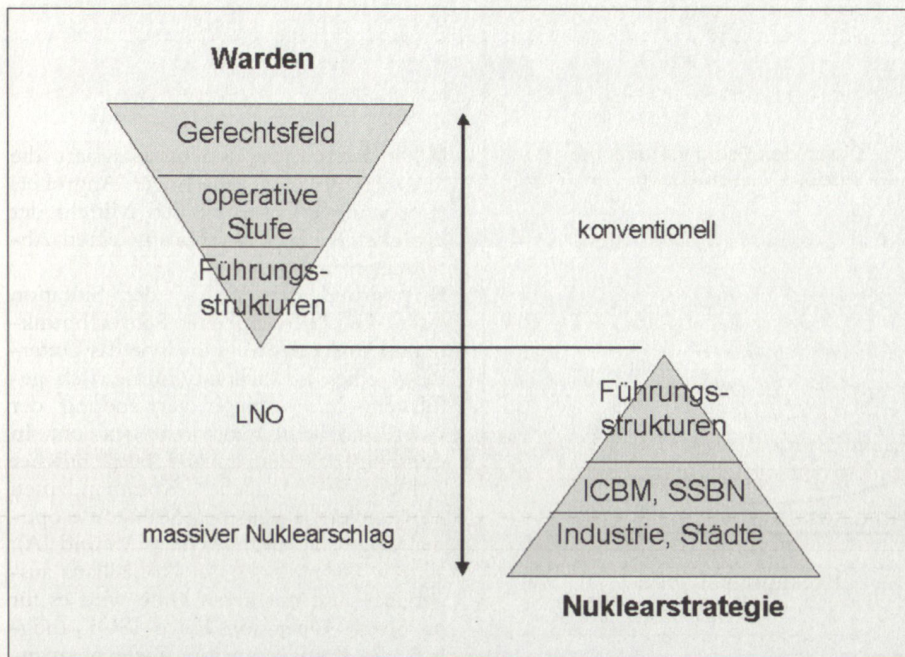 Warden
Gefechtsfeld
operative
Stufe
Führungs-
strukturen
konventionell
LNO
massiver Nuklearschlag
Führungs-
strukturen
ICBM, SSBN
Industrie, Städte
Nuklearstrategie